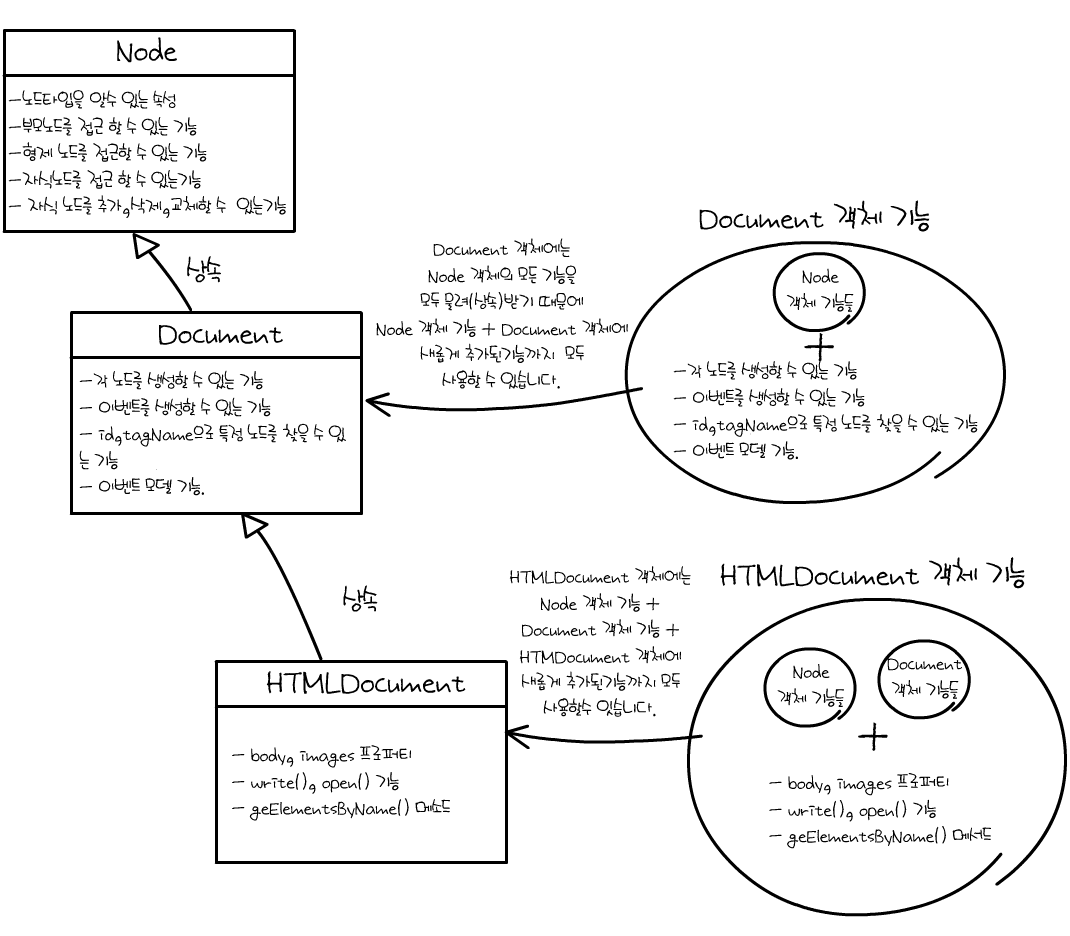 Node
-노드타입을 알수 있는 속성
-부모노드를 접근 할 수 있는 기능
-형제 노드를 접근할 수 있는 기능
-자식노드를 접근 할 수 있는기능
- 자식 노드를 추가,삭제,교체할 수 있는기능
상속
Document
-각 노드를 생성할 수 있는 기능
- 이벤트를 생성할 수 있는 기능
- id,tagName으로 특정 노드를 찾을 수 있
는 기능
- 이벤트 모델 기능.
상속
HTMLDocument
- body, images 프로퍼티
- write(), open() 기능
- geElementsByName() 메소드
Document 객체에는
Node 객체의 모든 기능을
모두 물려(상속)받기 때문에
Node 객체 기능 + Document 객체에
새롭게 추가된기능까지 모두
사용할 수 있습니다.
Document 객체 기능
Node
객체 기능들
+
-각 노드를 생성할 수 있는 기능
- 이벤트를 생성할 수 있는 기능
- id,tagName으로 특정 노드를 찾을 수 있는 기능
- 이벤트 모델 기능.
HTMLDocument 객체에는
Node 객체 기능 +
Document 객체 기능 +
HTMDocument 객체에
새롭게 추가된기능까지 모두
사용할수 잇습니다.
HTMLDocument 객체 기능
Node
객체 기능들
Document
객체 기능들
+
- body, images 프로퍼티
- write(), open() 기능
- geElementsByName() 메서드